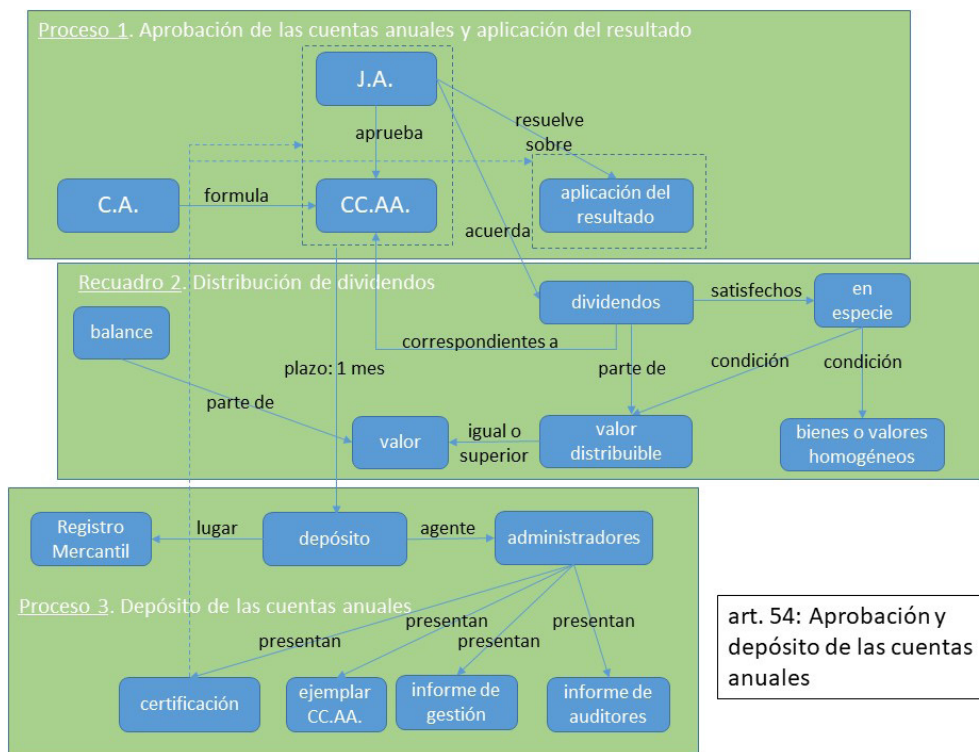 Proceso 1. Aprobación de las cuentas anuales y aplicación del resultado
J.A.
aprueba
resuelve
sobre
C.A.
formula
CC.AA.
aplicación del
resultado
acuerda
Recuadro 2. Distribución de dividendos
balance
dividendos
satisfechos
en
especie
correspondientes a
plazo: 1 mes
parte de
condición
condición
parte de
valor
igual o
superior
valor
distribuible
bienes o valores
homogéneos
Registro
Mercantil
lugar
depósito
agente
administradores
Proceso 3. Depósito de las cuentas anuales
presentan
presentan
presentan
presentan
certificación
ejemplar
CC.AA.
informe de
gestión
informe de
auditores
art. 54: Aprobación y
depósito de las cuentas
anuales